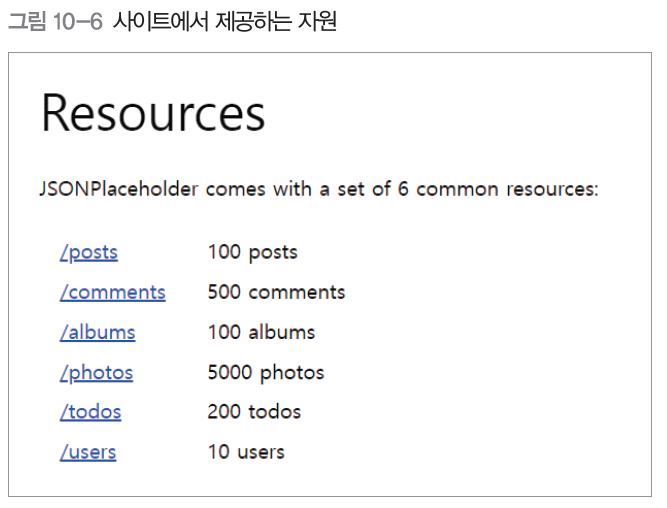 그림 10-6 사이트에서 제공하는 자원
Resources
JSONPlaceholder comes with a set of 6 common resources:
/posts 100 posts
/comments 500 comments
/albums 100 albums
/photos 5000 photos
/todos 200 todos
/users 10 users